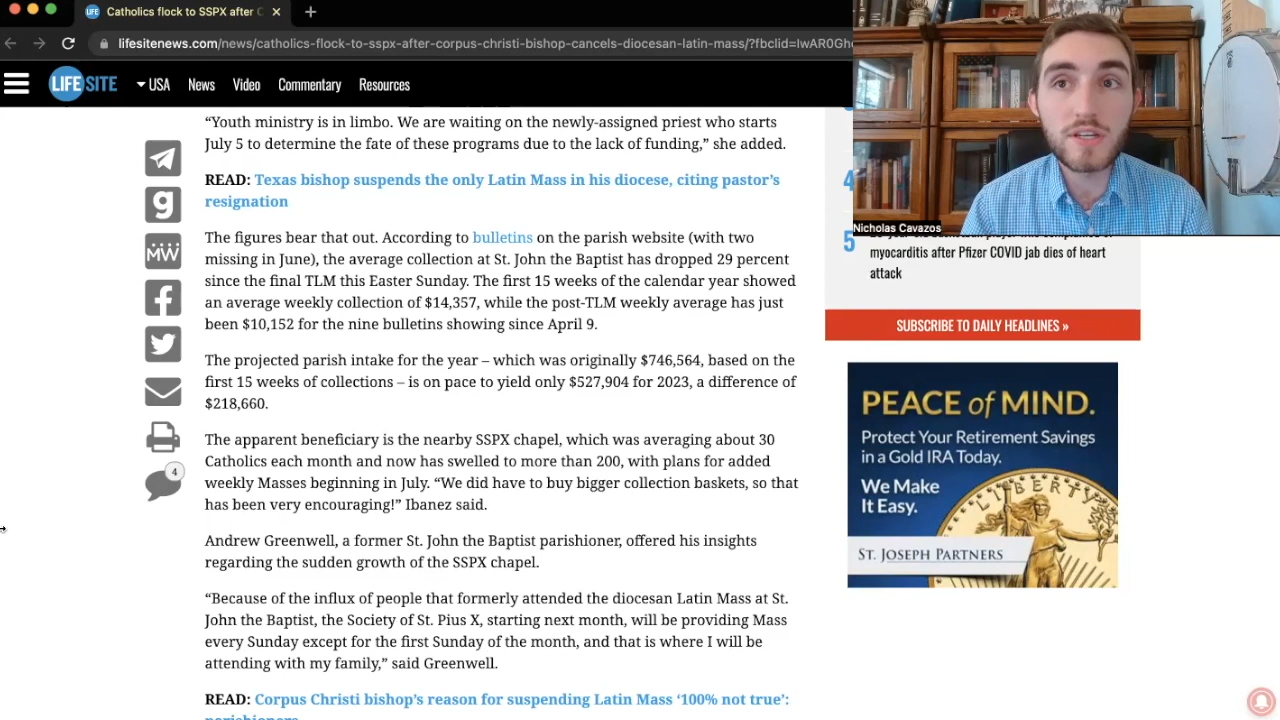 Catholics flock to SSPX after C
lifesitenews.com/news/catholics-flock-to-sspx-after-corpus-christi-bishop-cancels-diocesan-latin-mass/?fbclid=IwAR0Gh
LIFE SITE
USA News Video Commentary Resources
“Youth ministry is in limbo. We are waiting on the newly-assigned priest who starts
July 5 to determine the fate of these programs due to the lack of funding,” she added.
READ: Texas bishop suspends the only Latin Mass in his diocese, citing pastor’s
resignation
The figures bear that out. According to bulletins on the parish website (with two
missing in June), the average collection at St. John the Baptist has dropped 29 percent
since the final TLM this Easter Sunday. The first 15 weeks of the calendar year showed
an average weekly collection of $14,357, while the post-TLM weekly average has just
been $10,152 for the nine bulletins showing since April 9.
The projected parish intake for the year – which was originally $746,564, based on the
first 15 weeks of collections – is on pace to yield only $527,904 for 2023, a difference of
$218,660.
The apparent beneficiary is the nearby SSPX chapel, which was averaging about 30
Catholics each month and now has swelled to more than 200, with plans for added
weekly Masses beginning in July. “We did have to buy bigger collection baskets, so that
has been very encouraging!” Ibanez said.
Andrew Greenwell, a former St. John the Baptist parishioner, offered his insights
regarding the sudden growth of the SSPX chapel.
“Because of the influx of people that formerly attended the diocesan Latin Mass at St.
John the Baptist, the Society of St. Pius X, starting next month, will be providing Mass
every Sunday except for the first Sunday of the month, and that is where I will be
attending with my family,” said Greenwell.
READ: Corpus Christi bishop’s reason for suspending Latin Mass ‘100% not true’:
parishioners
MW
4
Nicholas Cavazos
4
5
myocarditis after Pfizer COVID jab dies of heart
attack
SUBSCRIBE TO DAILY HEADLINES »
PEACE of MIND.
Protect Your Retirement Savings
in a Gold IRA Today.
We Make
It Easy.
LIBERTY
ST. JOSEPH PARTNERS